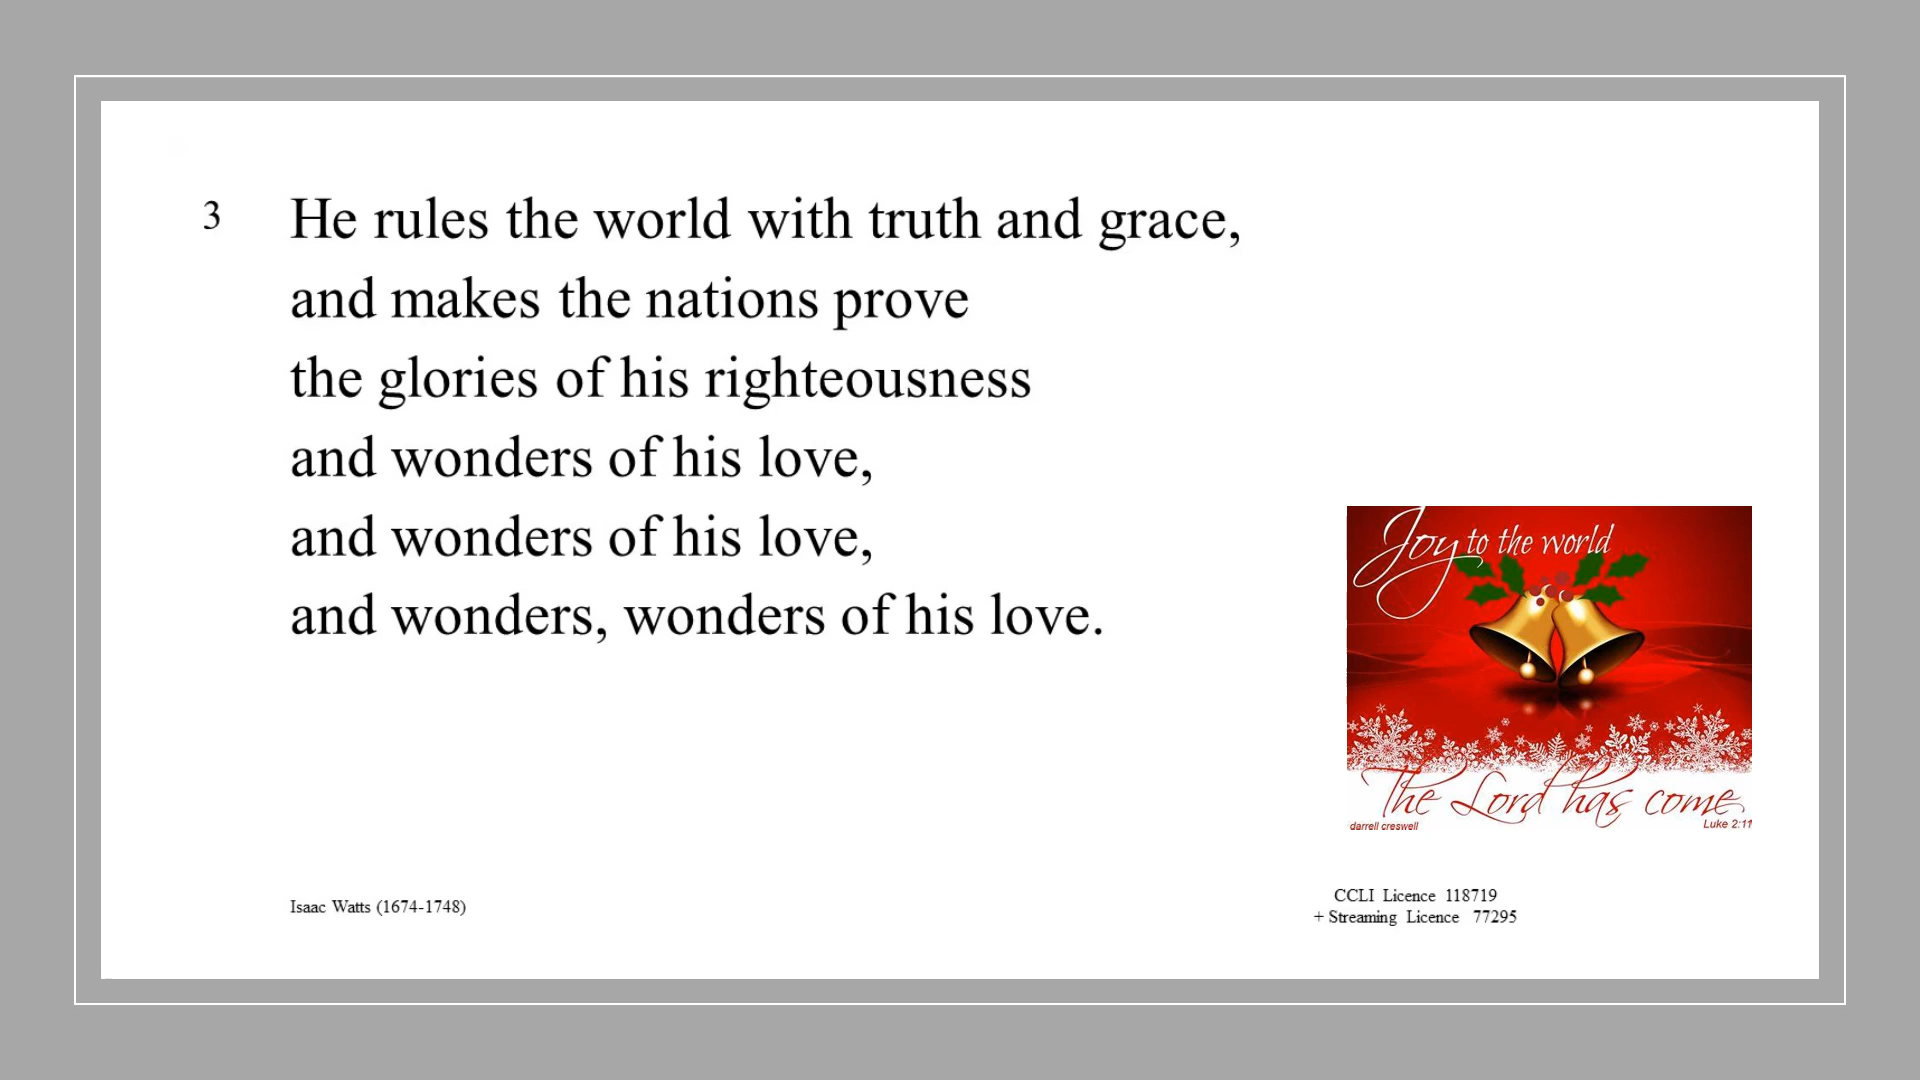 3 He rules the world with truth and grace,
and makes the nations prove
the glories of his righteousness
and wonders of his love,
and wonders of his love,
and wonders, wonders of his love.
Joy to the world
The Lord has come
darrell creswell
Luke 2:11
Isaac Watts (1674-1748)
CCLI Licence 118719
+ Streaming Licence 77295